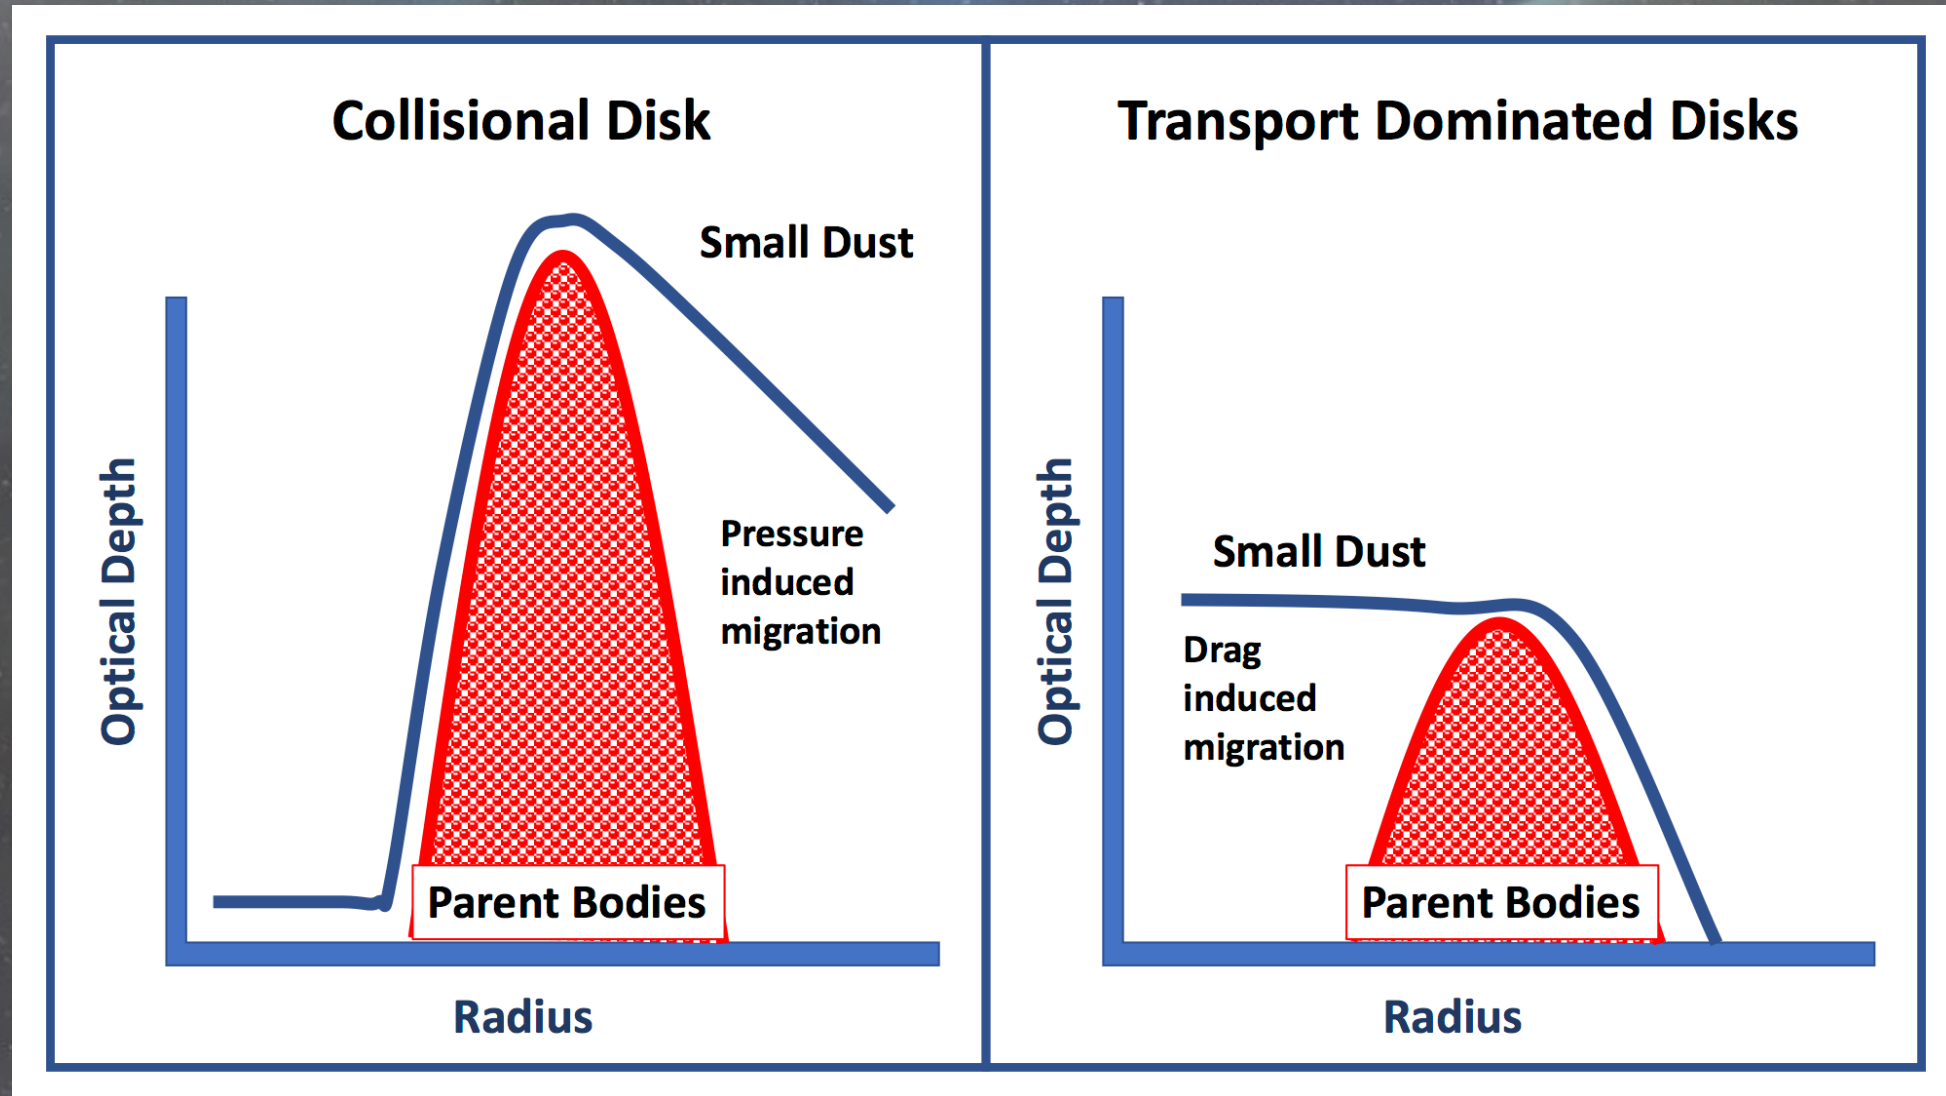 Collisional Disk
Small Dust
Pressure
induced
migration
Optical Depth
Parent Bodies
Radius
Transport Dominated Disks
Small Dust
Drag
induced
migration
Optical Depth
Parent Bodies
Radius